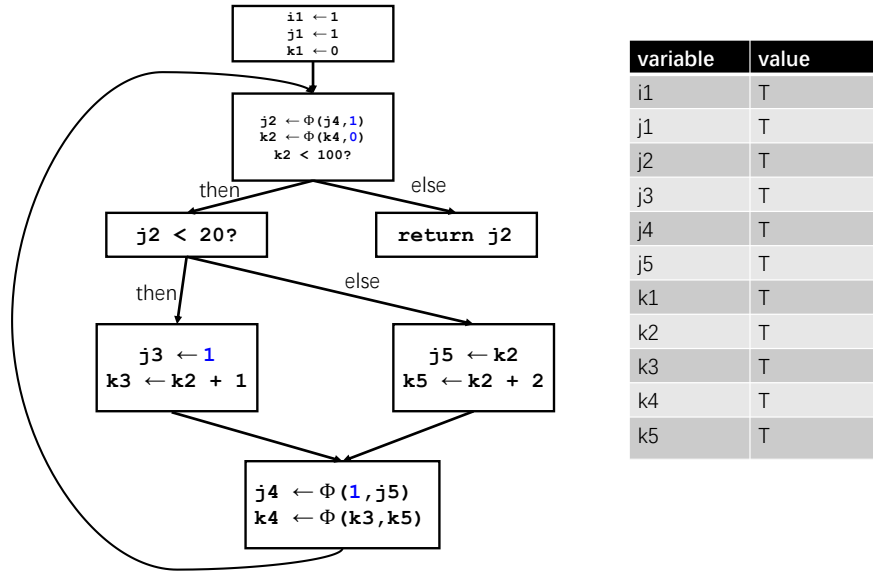 i1 ← 1
j1 ← 1
k1 ← 0
j2 ← Φ(j4,1)
k2 ← Φ(k4,0)
k2 < 100?
then
else
j2 < 20?
return j2
then
else
j3 ← 1
k3 ← k2 + 1
j5 ← k2
k5 ← k2 + 2
j4 ← Φ(1,j5)
k4 ← Φ(k3,k5)
variable value
i1 T
j1 T
j2 T
j3 T
j4 T
j5 T
k1 T
k2 T
k3 T
k4 T
k5 T